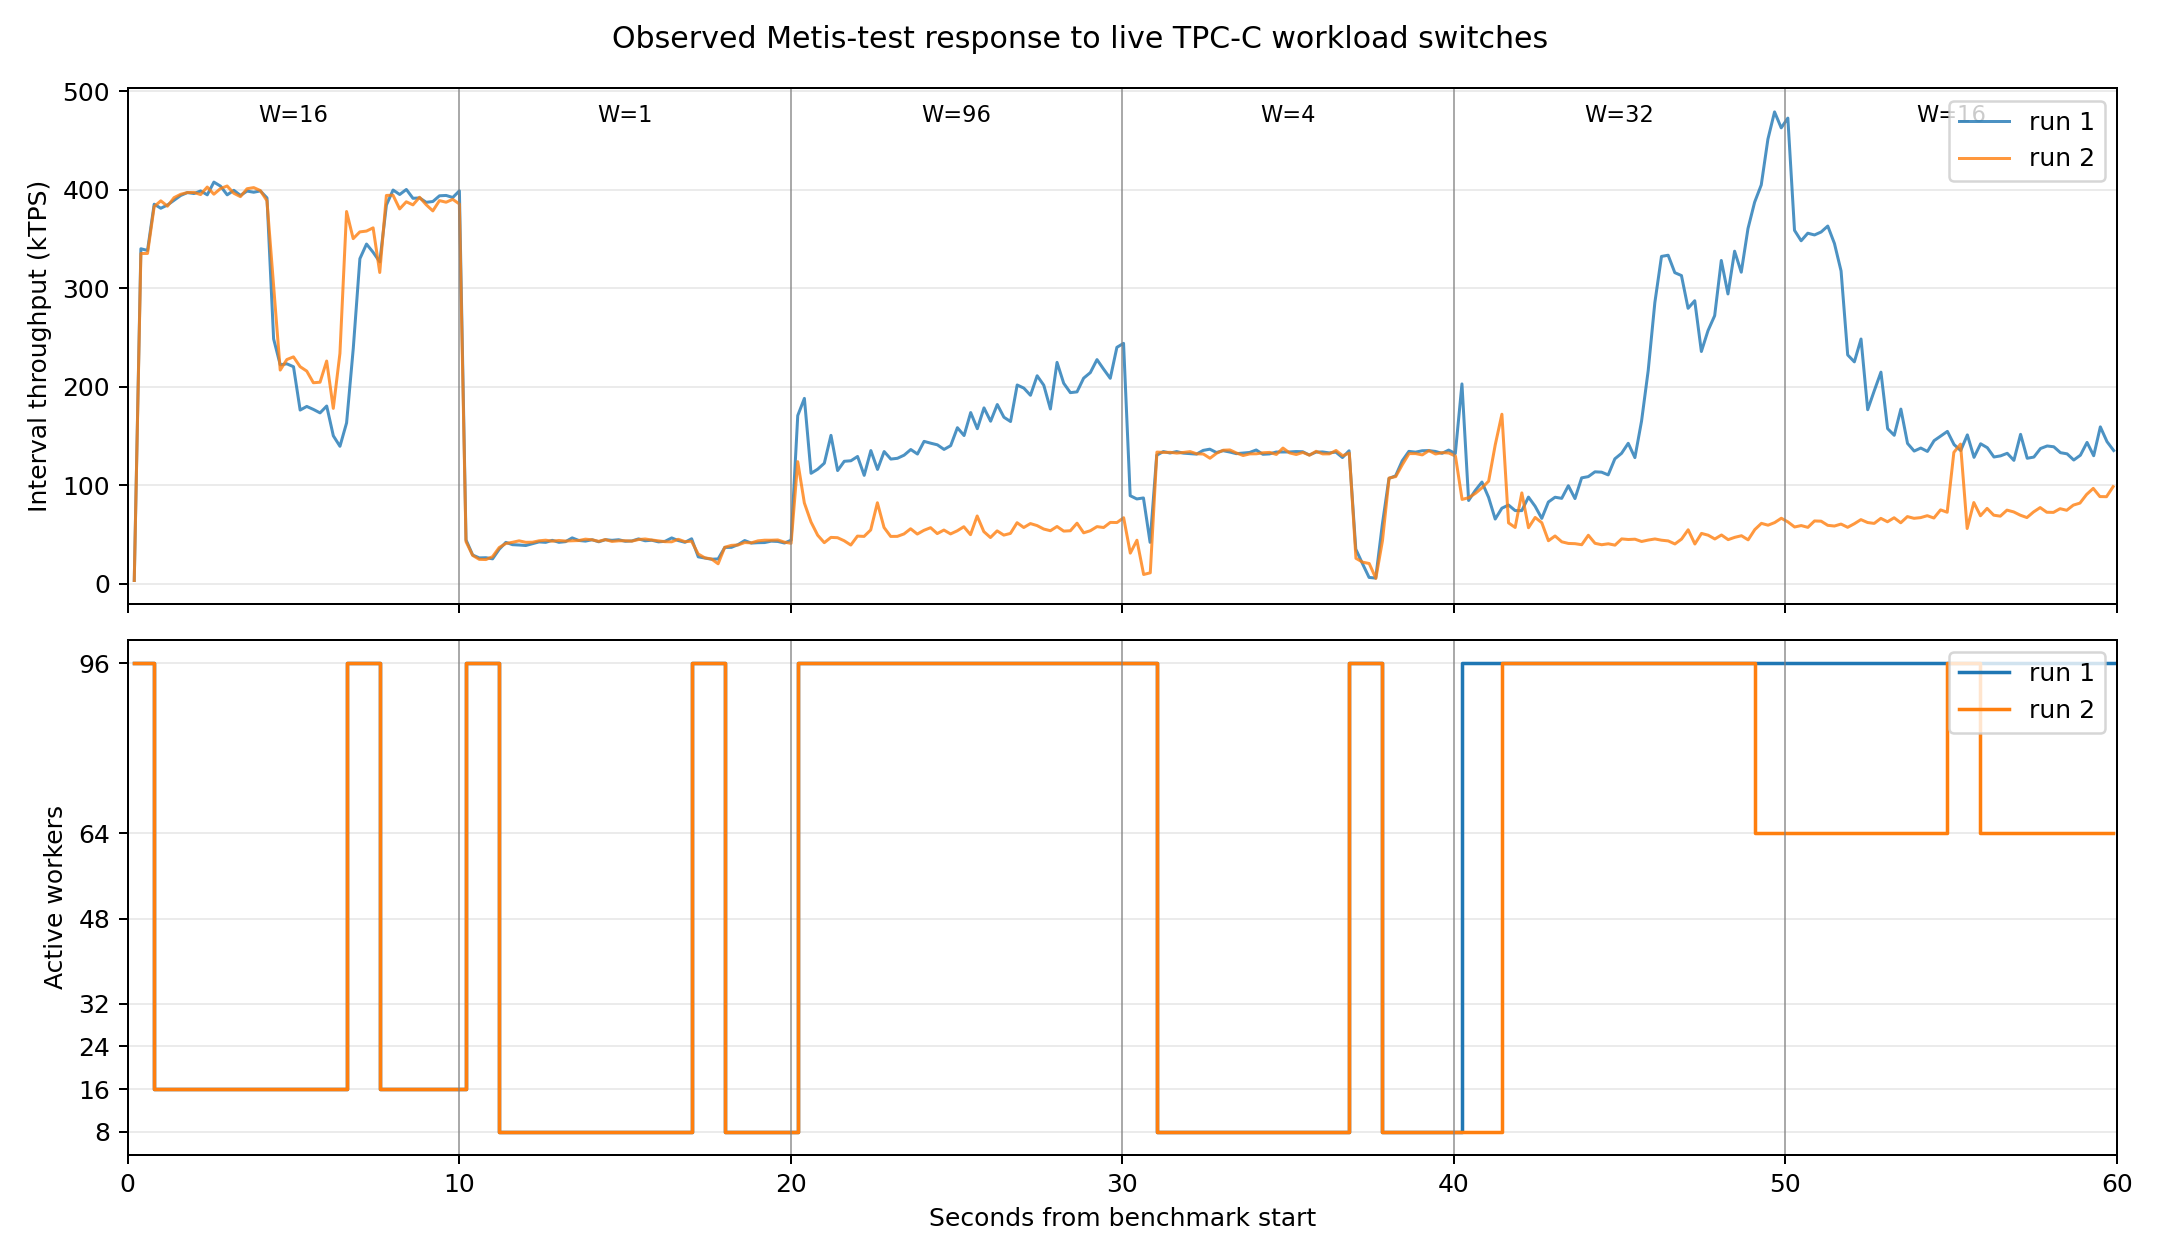 Observed Metis-test response to live TPC-C workload switches
Interval throughput (kTPS)
500
400
300
200
100
0
W=16
W=1
W=96
W=4
W=32
W=16
run 1
run 2
Active workers
96
64
48
32
24
16
8
run 1
run 2
0
10
20
30
40
50
60
Seconds from benchmark start